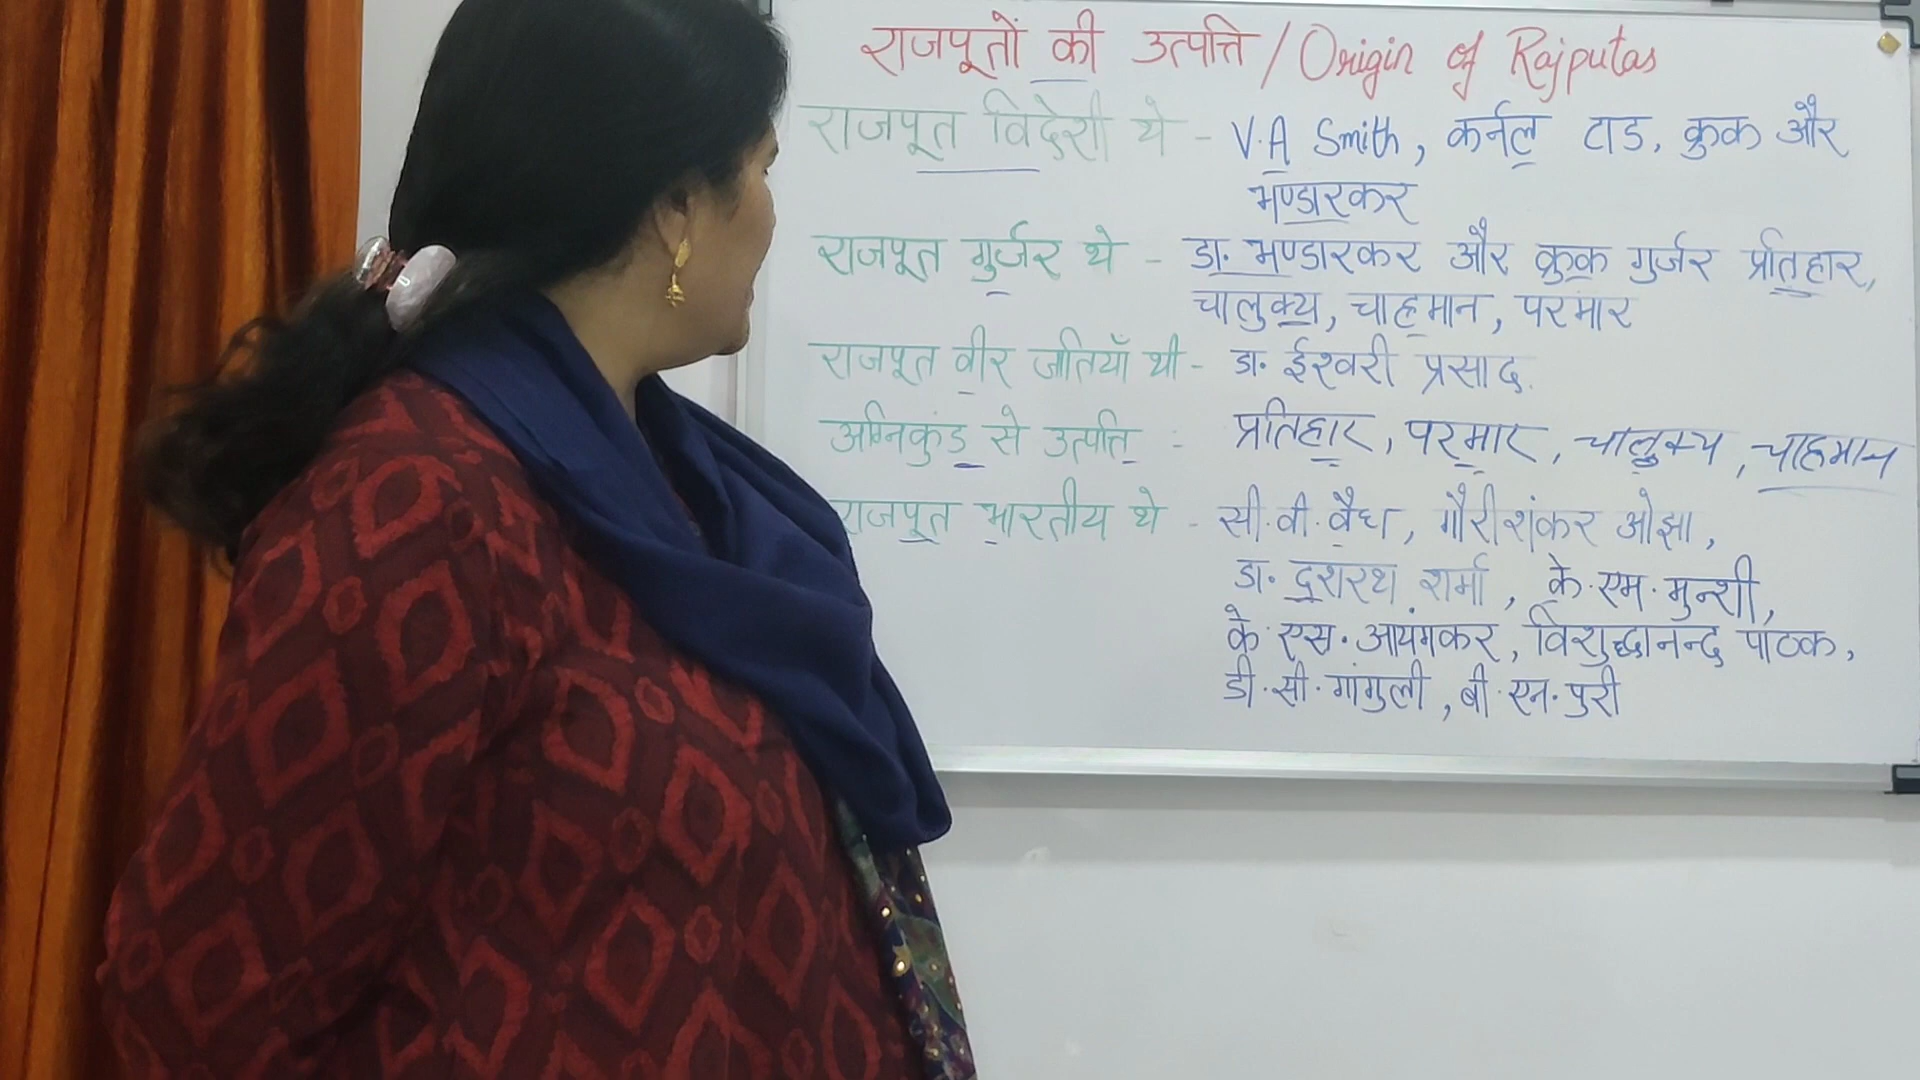 राजपूतों की उत्पत्ति / Origin of Rajputas
राजपूत विदेशी थे - V.A Smith, कर्नल टाड, क्रुक और
भण्डारकर
राजपूत गुर्जर थे - डा. भण्डारकर और क्रुक गुर्जर प्रतिहार,
चालुक्य, चाहमान, परमार
राजपूत वीर जातियाँ थी - डा. ईश्वरी प्रसाद.
अग्निकुंड से उत्पत्ति - प्रतिहार, परमार, चालुक्य, चाहमान
राजपूत भारतीय थे - सी.वी. वैध, गौरीशंकर ओझा,
डा. दशरथ शर्मा, के.एम. मुन्शी,
के. एस. आयंगकर, विशुद्धानन्द पाठक,
डी.सी. गांगुली, बी.एन. पुरी